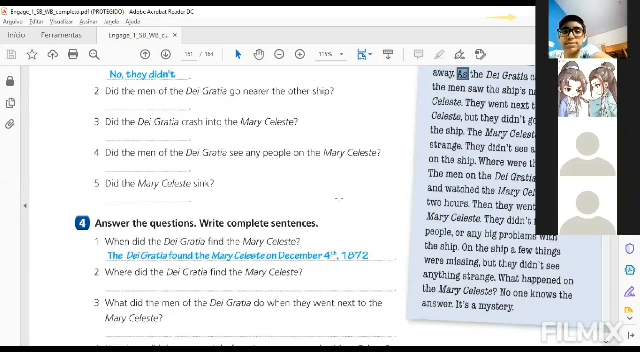 Engage_1_SB_WB_completo.pdf (PROTEGIDO) - Adobe Acrobat Reader DC
Arquivo Editar Visualizar Assinar Janela Ajuda
Início Ferramentas Engage_1_SB_WB_c... ×
161 / 164 115%
No, they didn't.
2 Did the men of the Dei Gratia go nearer the other ship?
3 Did the Dei Gratia crash into the Mary Celeste?
4 Did the men of the Dei Gratia see any people on the Mary Celeste?
5 Did the Mary Celeste sink?
4 Answer the questions. Write complete sentences.
1 When did the Dei Gratia find the Mary Celeste?
The Dei Gratia found the Mary Celeste on December 4th, 1872.
2 Where did the Dei Gratia find the Mary Celeste?
3 What did the men of the Dei Gratia do when they went next to the
Mary Celeste?
away. As the Dei Gratia
the men saw the ship's
Celeste. They went next
Celeste, but they didn't
the ship. The Mary
strange. They didn't see
on the ship. Where were
The men on the Dei Gratia
and watched the Mary
two hours. Then they went
Mary Celeste. They didn't
people, or any big problems with
the ship. On the ship a few things
were missing, but they didn't see
anything strange. What happened on
the Mary Celeste? No one knows the
answer. It's a mystery.
FILMIX